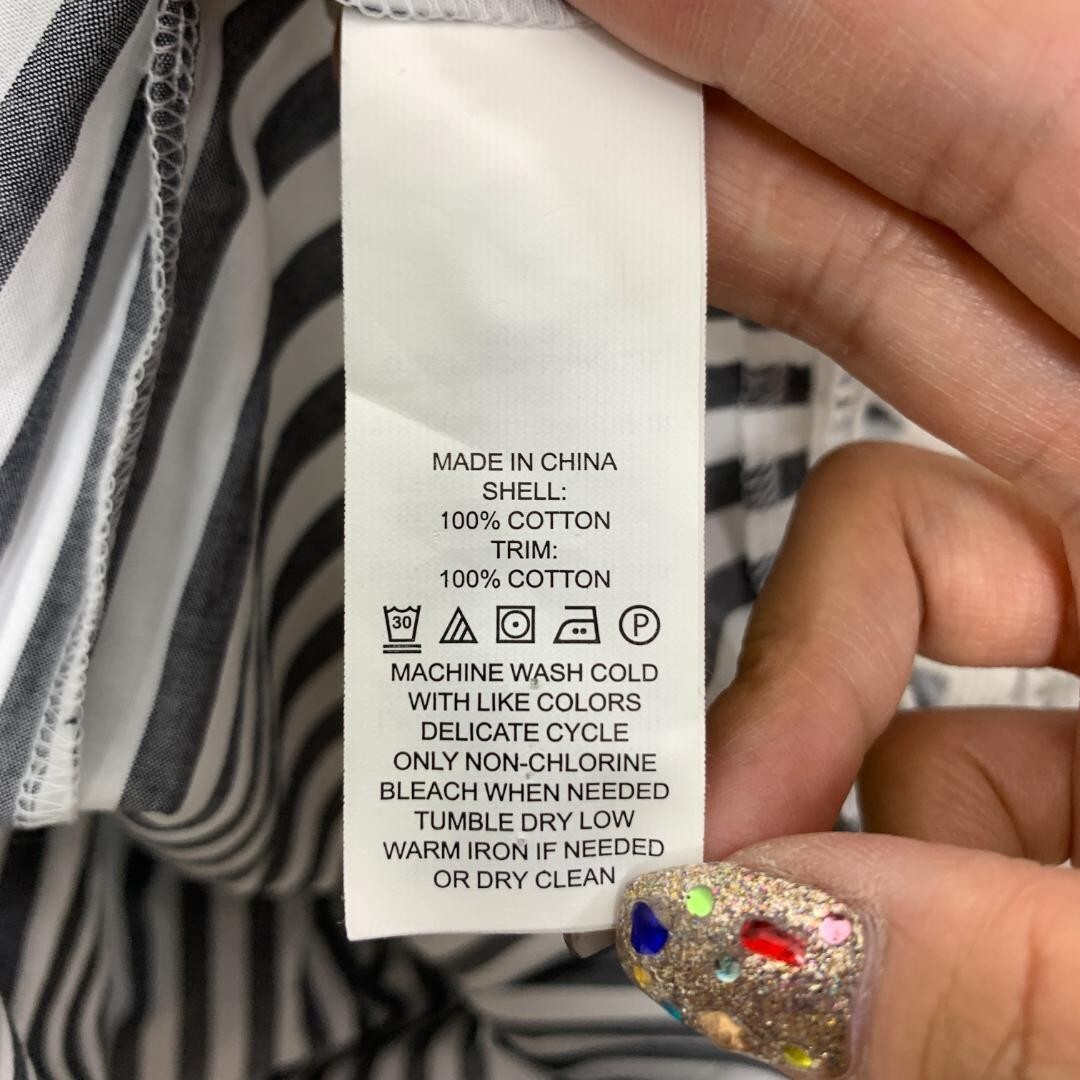 MADE IN CHINA
SHELL:
100% COTTON
TRIM:
100% COTTON
30 P
MACHINE WASH COLD
WITH LIKE COLORS
DELICATE CYCLE
ONLY NON-CHLORINE
BLEACH WHEN NEEDED
TUMBLE DRY LOW
WARM IRON IF NEEDED
OR DRY CLEAN